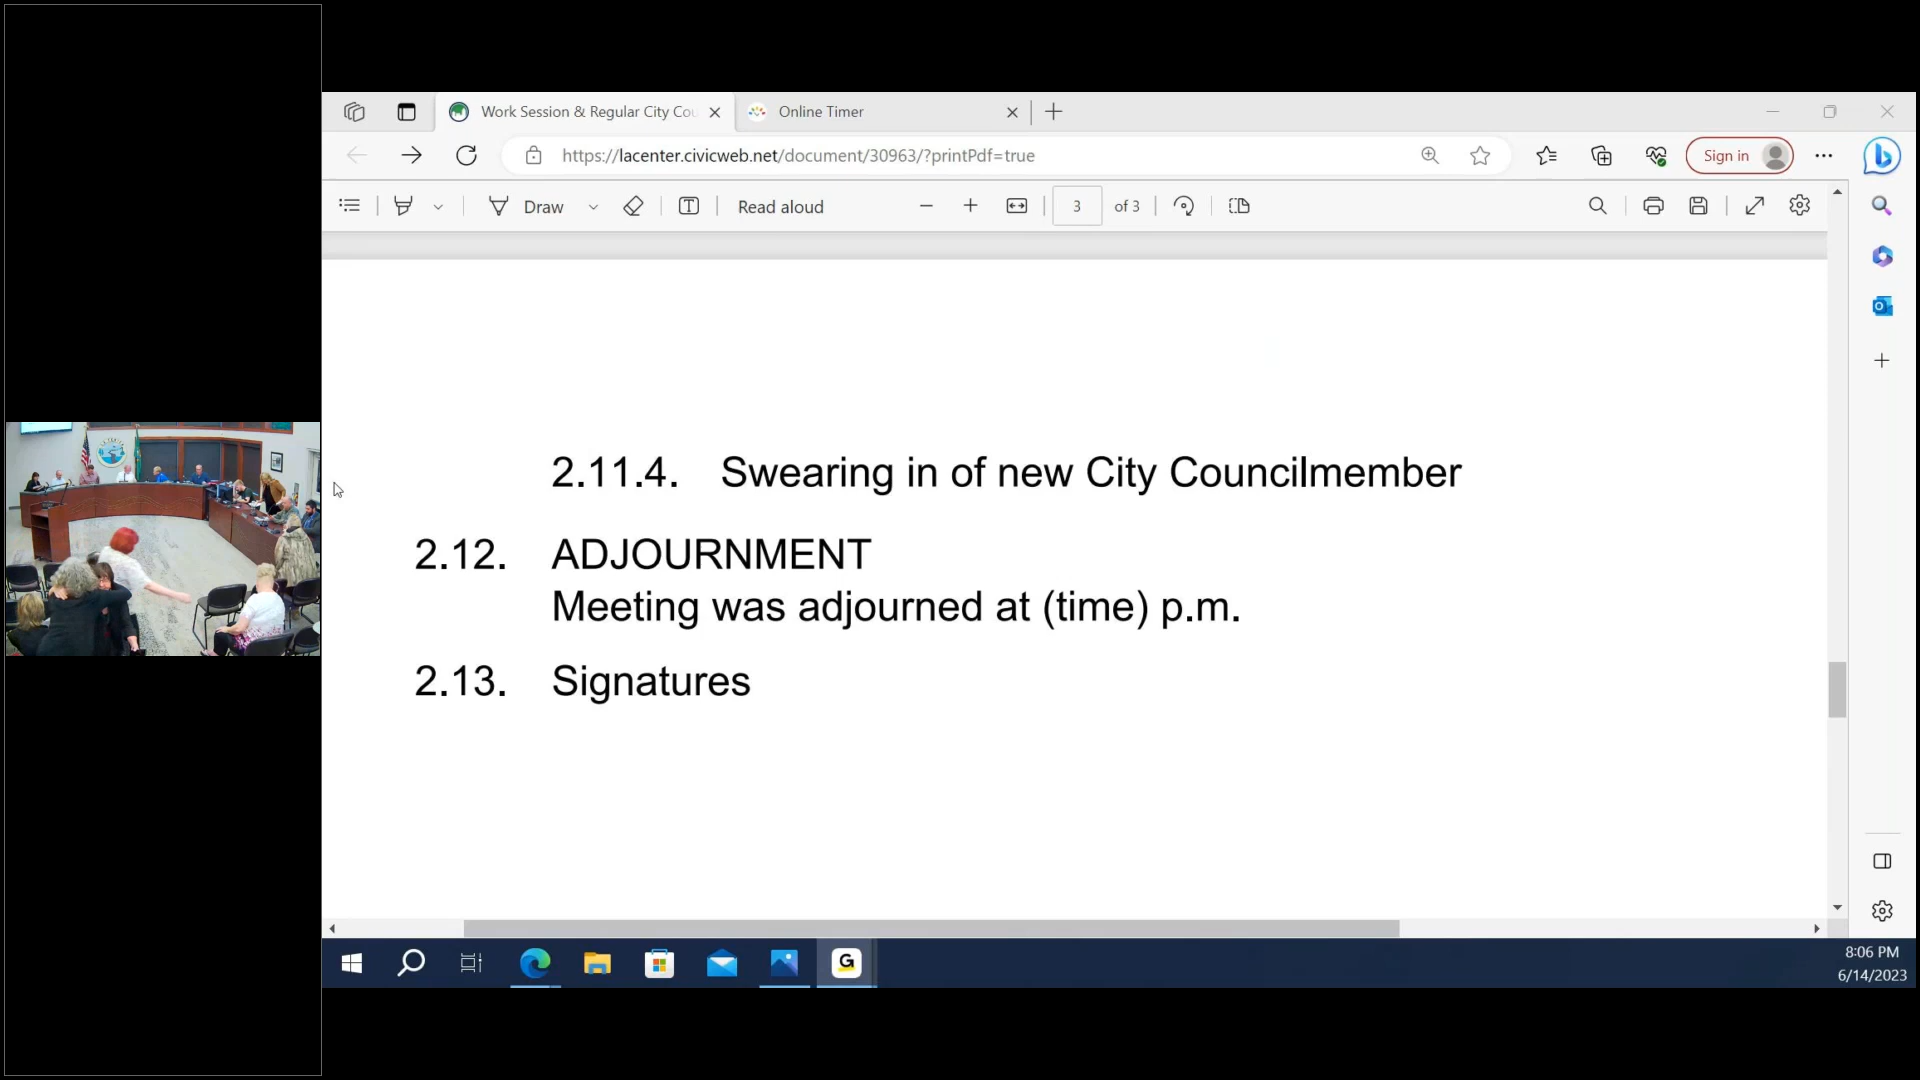 Work Session & Regular City Cou
Online Timer
https://lacenter.civicweb.net/document/30963/?printPdf=true
Sign in
Draw
Read aloud
3
of 3
2.11.4. Swearing in of new City Councilmember
2.12. ADJOURNMENT
Meeting was adjourned at (time) p.m.
2.13. Signatures
8:06 PM
6/14/2023